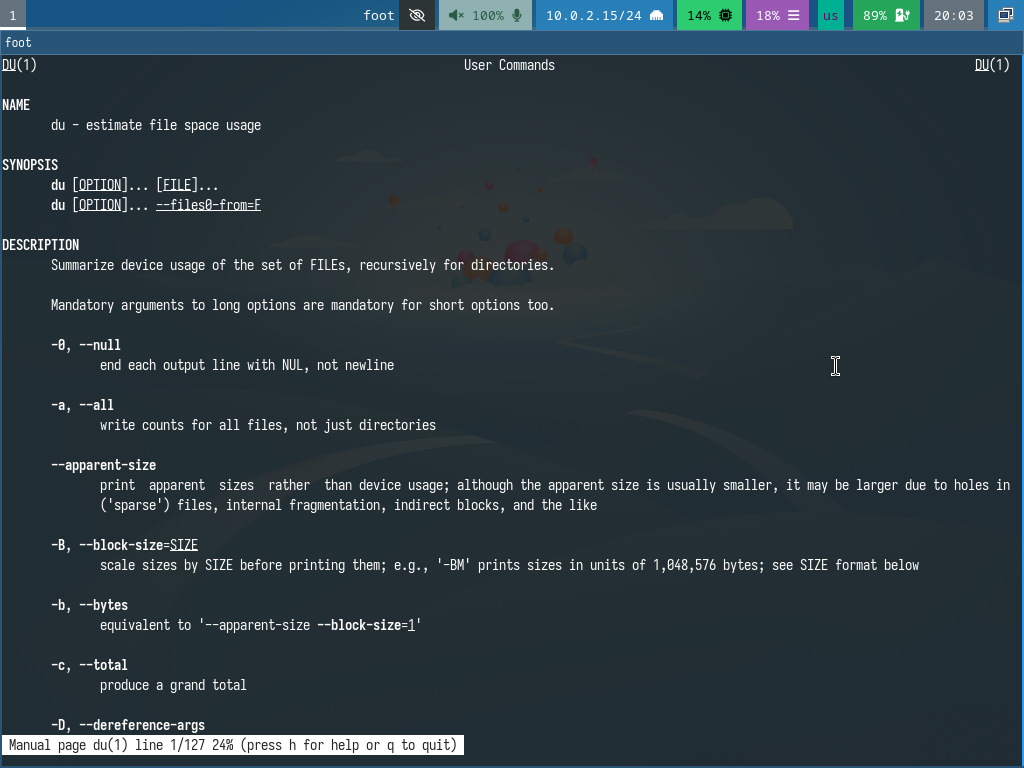 1 foot 100% 10.0.2.15/24 14% 18% us 89% 20:03
foot
DU(1) User Commands DU(1)
NAME
du - estimate file space usage
SYNOPSIS
du [OPTION]... [FILE]...
du [OPTION]... --files0-from=F
DESCRIPTION
Summarize device usage of the set of FILEs, recursively for directories.
Mandatory arguments to long options are mandatory for short options too.
-0, --null
end each output line with NUL, not newline
-a, --all
write counts for all files, not just directories
--apparent-size
print apparent sizes rather than device usage; although the apparent size is usually smaller, it may be larger due to holes in
('sparse') files, internal fragmentation, indirect blocks, and the like
-B, --block-size=SIZE
scale sizes by SIZE before printing them; e.g., '-BM' prints sizes in units of 1,048,576 bytes; see SIZE format below
-b, --bytes
equivalent to '--apparent-size --block-size=1'
-c, --total
produce a grand total
-D, --dereference-args
Manual page du(1) line 1/127 24% (press h for help or q to quit)